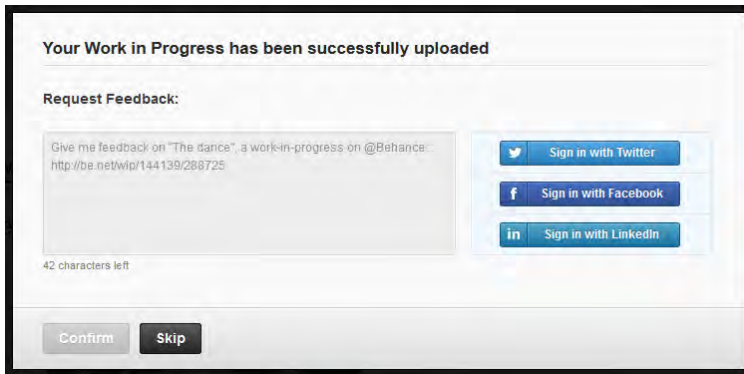 Your Work in Progress has been successfully uploaded
Request Feedback:
Give me feedback on "The dance", a work-in-progress on @Behance:
http://be.net/wip/144139/288725
42 characters left
Sign in with Twitter
f Sign in with Facebook
in Sign in with LinkedIn
Confirm
Skip